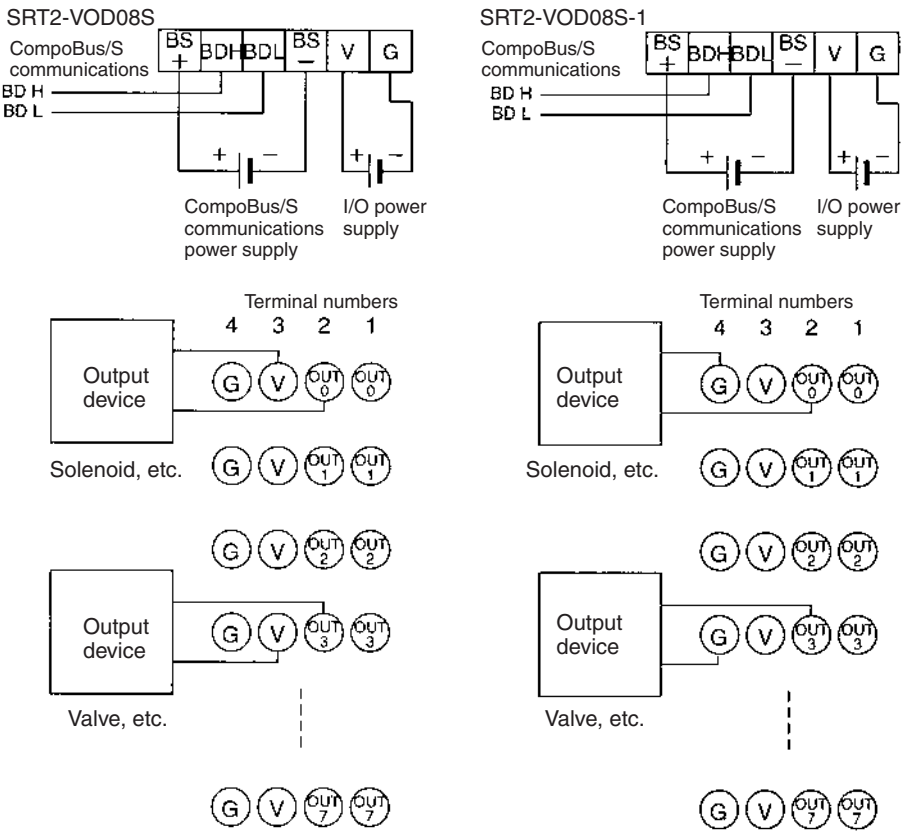 SRT2-VOD08S
CompoBus/S
communications
BD H
BD L
BS
+
BDH
BDL
BS
–
V
G
+ –
+ –
CompoBus/S
communications
power supply
I/O power
supply
Terminal numbers
4 3 2 1
Output
device
G V OUT 0 OUT 0
Solenoid, etc.
G V OUT 1 OUT 1
G V OUT 2 OUT 2
Output
device
G V OUT 3 OUT 3
Valve, etc.
G V OUT 7 OUT 7
SRT2-VOD08S-1
CompoBus/S
communications
BD H
BD L
BS
+
BDH
BDL
BS
–
V
G
+ –
+ –
CompoBus/S
communications
power supply
I/O power
supply
Terminal numbers
4 3 2 1
Output
device
G V OUT 0 OUT 0
Solenoid, etc.
G V OUT 1 OUT 1
G V OUT 2 OUT 2
Output
device
G V OUT 3 OUT 3
Valve, etc.
G V OUT 7 OUT 7